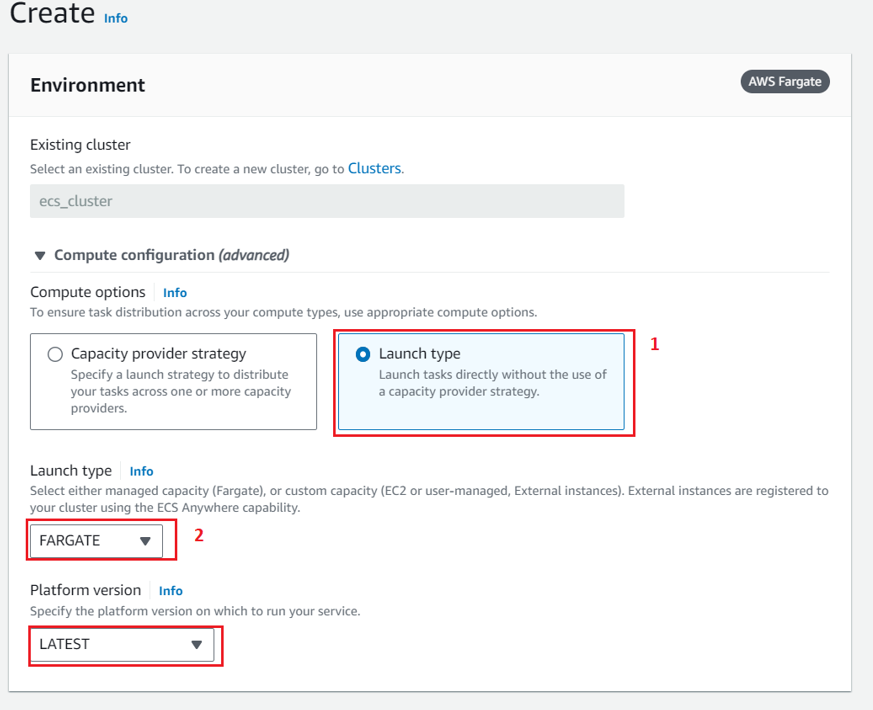 Create Info
Environment
AWS Fargate
Existing cluster
Select an existing cluster. To create a new cluster, go to Clusters.
ecs_cluster
Compute configuration (advanced)
Compute options Info
To ensure task distribution across your compute types, use appropriate compute options.
Capacity provider strategy
Specify a launch strategy to distribute
your tasks across one or more capacity
providers.
Launch type
Launch tasks directly without the use of
a capacity provider strategy.
1
Launch type Info
Select either managed capacity (Fargate), or custom capacity (EC2 or user-managed, External instances). External instances are registered to
your cluster using the ECS Anywhere capability.
FARGATE
2
Platform version Info
Specify the platform version on which to run your service.
LATEST